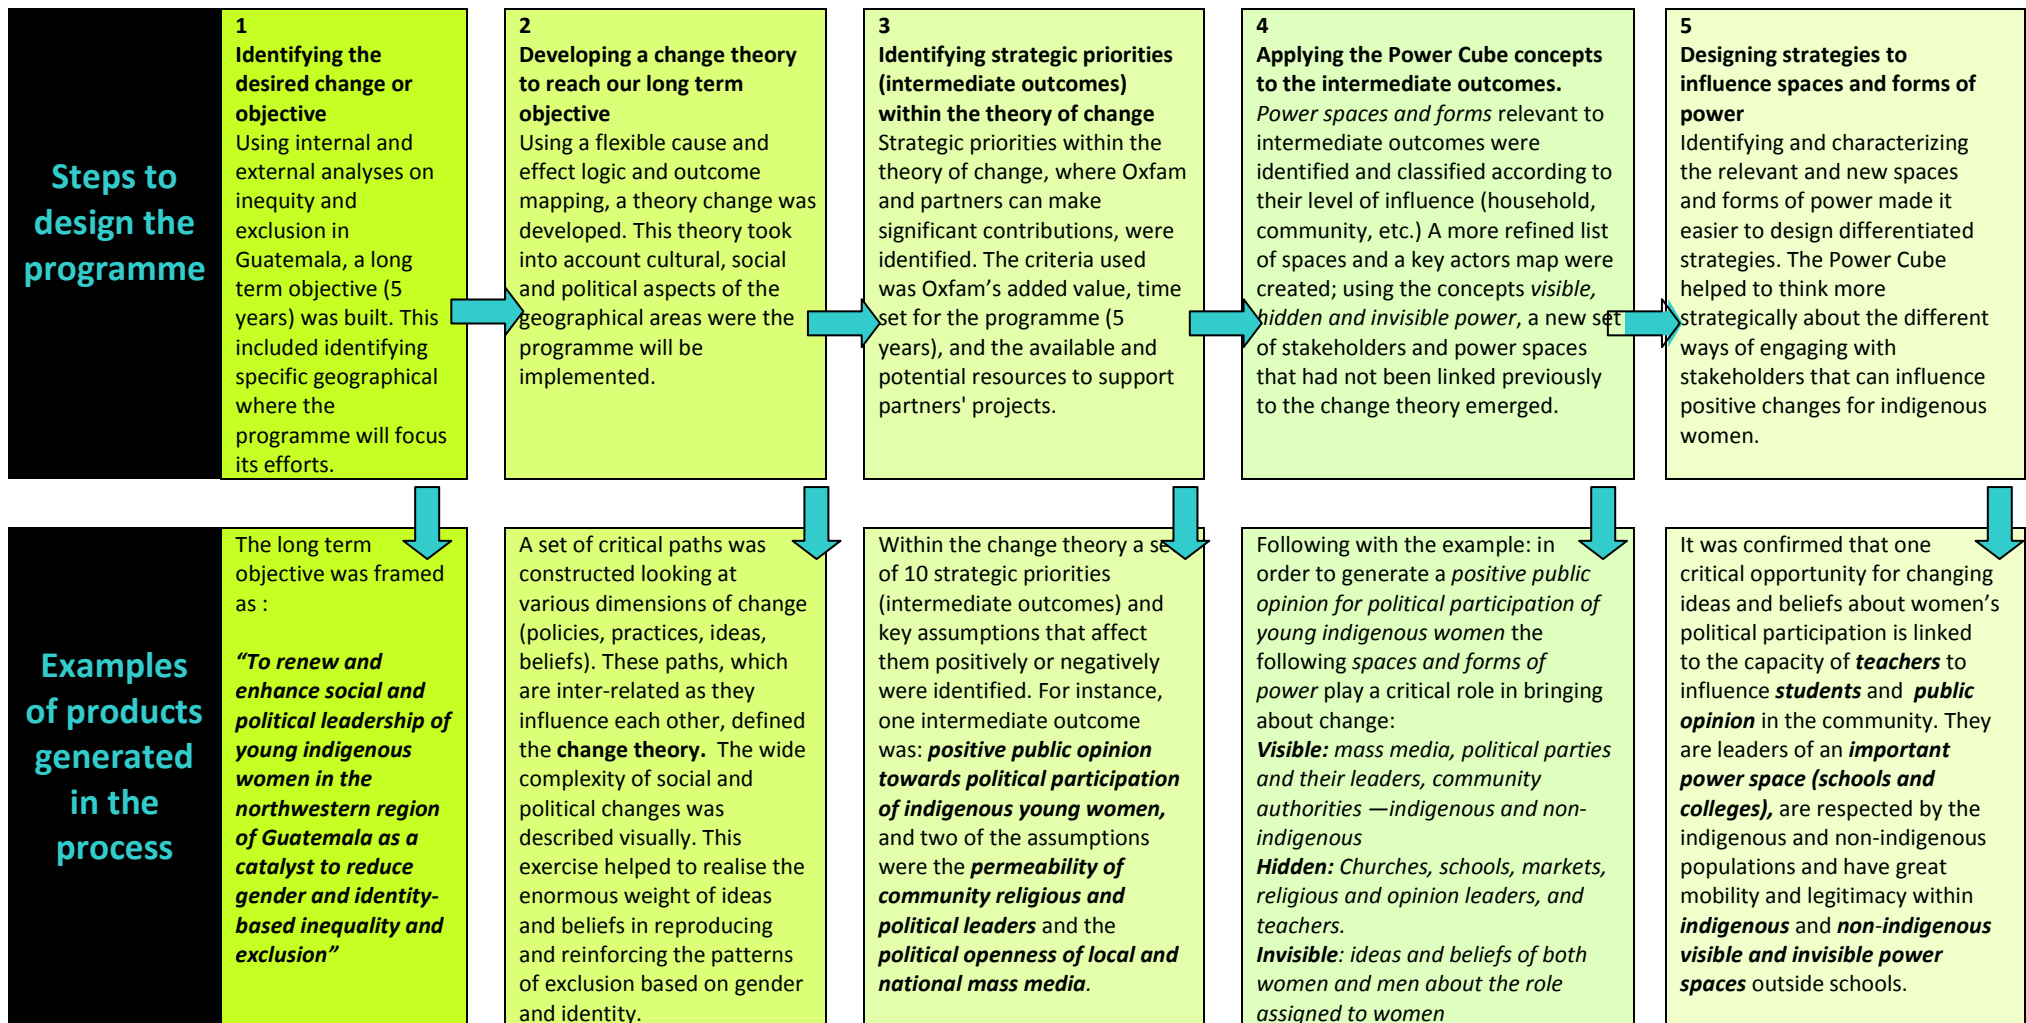 Steps to
design the
programme
1
Identifying the
desired change or
objective
Using internal and
external analyses on
inequity and
exclusion in
Guatemala, a long
term objective (5
years) was built. This
included identifying
specific geographical
where the
programme will focus
its efforts.
2
Developing a change theory
to reach our long term
objective
Using a flexible cause and
effect logic and outcome
mapping, a theory change was
developed. This theory took
into account cultural, social
and political aspects of the
geographical areas were the
programme will be
implemented.
3
Identifying strategic priorities
(intermediate outcomes)
within the theory of change
Strategic priorities within the
theory of change, where Oxfam
and partners can make
significant contributions, were
identified. The criteria used
was Oxfam’s added value, time
set for the programme (5
years), and the available and
potential resources to support
partners' projects.
4
Applying the Power Cube concepts
to the intermediate outcomes.
Power spaces and forms relevant to
intermediate outcomes were
identified and classified according to
their level of influence (household,
community, etc.) A more refined list
of spaces and a key actors map were
created; using the concepts visible,
hidden and invisible power, a new set
of stakeholders and power spaces
that had not been linked previously
to the change theory emerged.
5
Designing strategies to
influence spaces and forms of
power
Identifying and characterizing
the relevant and new spaces
and forms of power made it
easier to design differentiated
strategies. The Power Cube
helped to think more
strategically about the different
ways of engaging with
stakeholders that can influence
positive changes for indigenous
women.
Examples
of products
generated
in the
process
The long term
objective was framed
as :
“To renew and
enhance social and
political leadership of
young indigenous
women in the
northwestern region
of Guatemala as a
catalyst to reduce
gender and identity-
based inequality and
exclusion”
A set of critical paths was
constructed looking at
various dimensions of change
(policies, practices, ideas,
beliefs). These paths, which
are inter-related as they
influence each other, defined
the change theory. The wide
complexity of social and
political changes was
described visually. This
exercise helped to realise the
enormous weight of ideas
and beliefs in reproducing
and reinforcing the patterns
of exclusion based on gender
and identity.
Within the change theory a set
of 10 strategic priorities
(intermediate outcomes) and
key assumptions that affect
them positively or negatively
were identified. For instance,
one intermediate outcome
was: positive public opinion
towards political participation
of indigenous young women,
and two of the assumptions
were the permeability of
community religious and
political leaders and the
political openness of local and
national mass media.
Following with the example: in
order to generate a positive public
opinion for political participation of
young indigenous women the
following spaces and forms of
power play a critical role in bringing
about change:
Visible: mass media, political parties
and their leaders, community
authorities —indigenous and non-
indigenous
Hidden: Churches, schools, markets,
religious and opinion leaders, and
teachers.
Invisible: ideas and beliefs of both
women and men about the role
assigned to women
It was confirmed that one
critical opportunity for changing
ideas and beliefs about women’s
political participation is linked
to the capacity of teachers to
influence students and public
opinion in the community. They
are leaders of an important
power space (schools and
colleges), are respected by the
indigenous and non-indigenous
populations and have great
mobility and legitimacy within
indigenous and non-indigenous
visible and invisible power
spaces outside schools.